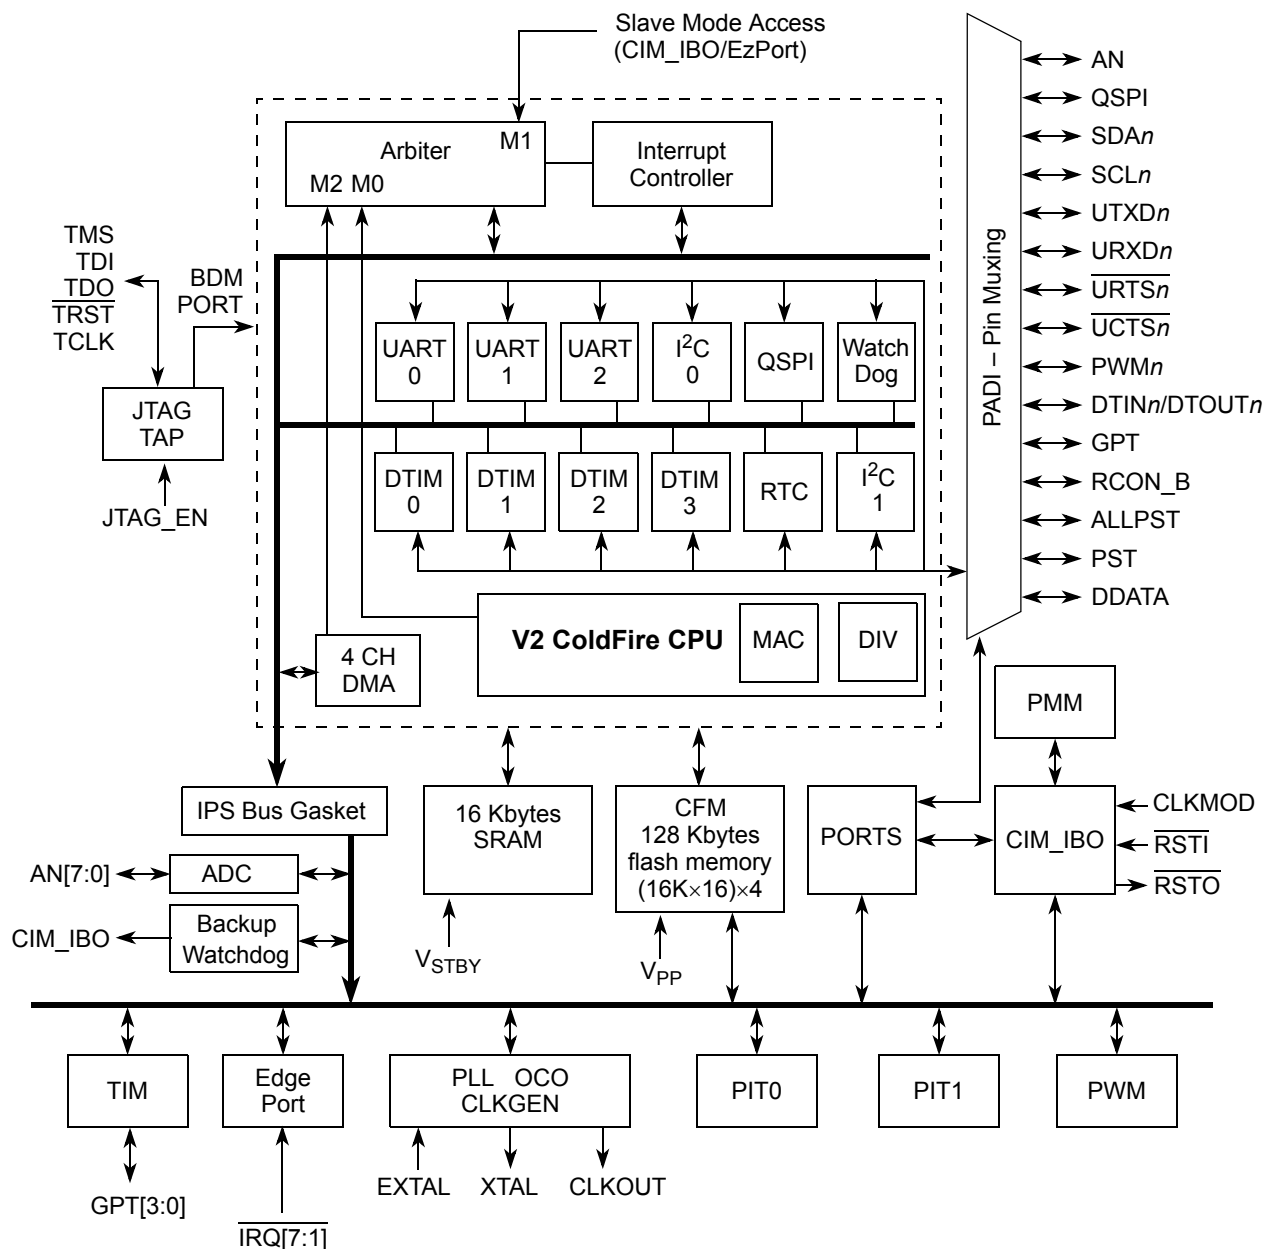 Slave Mode Access
(CIM_IBO/EzPort)
Arbiter
M1
M2 M0
Interrupt
Controller
TMS
TDI
TDO
TRST
TCLK
BDM
PORT
JTAG
TAP
JTAG_EN
UART
0
UART
1
UART
2
I²C
0
QSPI
Watch
Dog
DTIM
0
DTIM
1
DTIM
2
DTIM
3
RTC
I²C
1
V2 ColdFire CPU
MAC
DIV
4 CH
DMA
PADI – Pin Muxing
AN
QSPI
SDAn
SCLn
UTXDn
URXDn
URTSn
UCTSn
PWMn
DTINn/DTOUTn
GPT
RCON_B
ALLPST
PST
DDATA
PMM
IPS Bus Gasket
16 Kbytes
SRAM
CFM
128 Kbytes
flash memory
(16K×16)×4
PORTS
CIM_IBO
CLKMOD
RSTI
RSTO
AN[7:0]
ADC
CIM_IBO
Backup
Watchdog
VSTBY
VPP
TIM
Edge
Port
PLL OCO
CLKGEN
PIT0
PIT1
PWM
GPT[3:0]
IRQ[7:1]
EXTAL
XTAL
CLKOUT